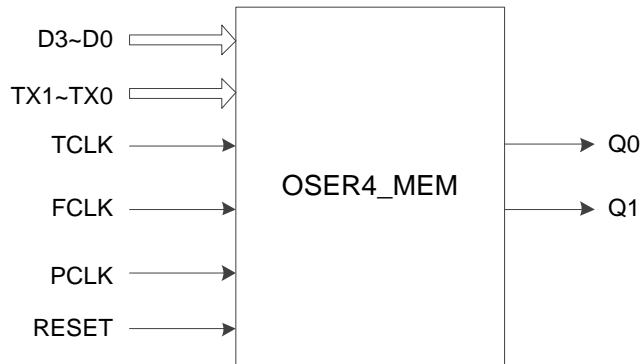 D3~D0
TX1~TX0
TCLK
FCLK
PCLK
RESET
OSER4_MEM
Q0
Q1